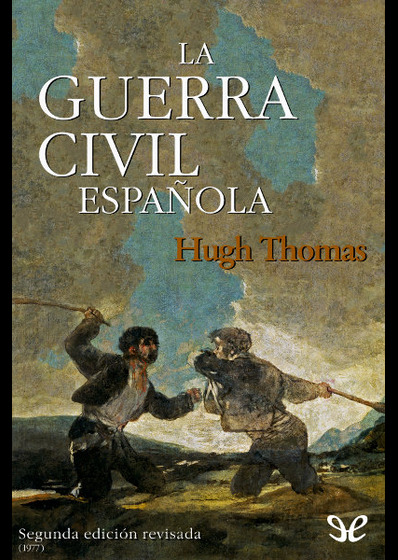 LA
GUERRA
CIVIL
ESPAÑOLA
Hugh Thomas
Segunda edición revisada
(1977)